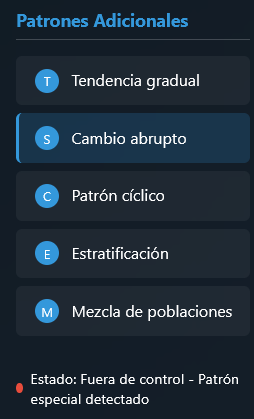 Patrones Adicionales
T Tendencia gradual
S Cambio abrupto
C Patrón cíclico
E Estratificación
M Mezcla de poblaciones
Estado: Fuera de control - Patrón
especial detectado